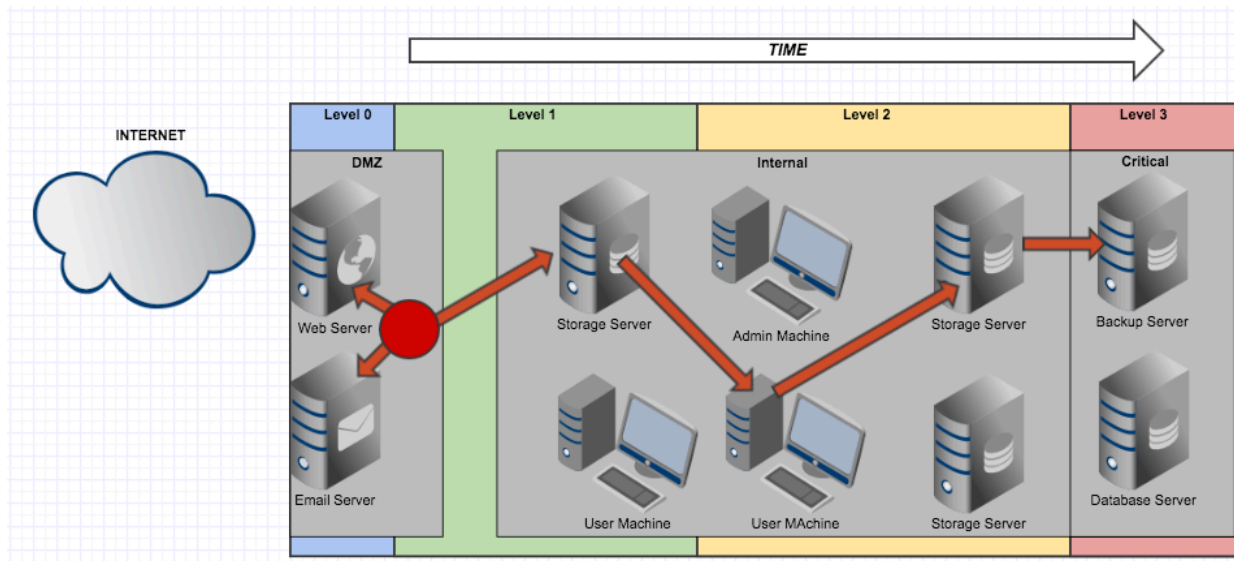 TIME
Level 0
Level 1
Level 2
Level 3
INTERNET
DMZ
Internal
Critical
Web Server
Storage Server
Admin Machine
Storage Server
Backup Server
Email Server
User Machine
User MAchine
Storage Server
Database Server